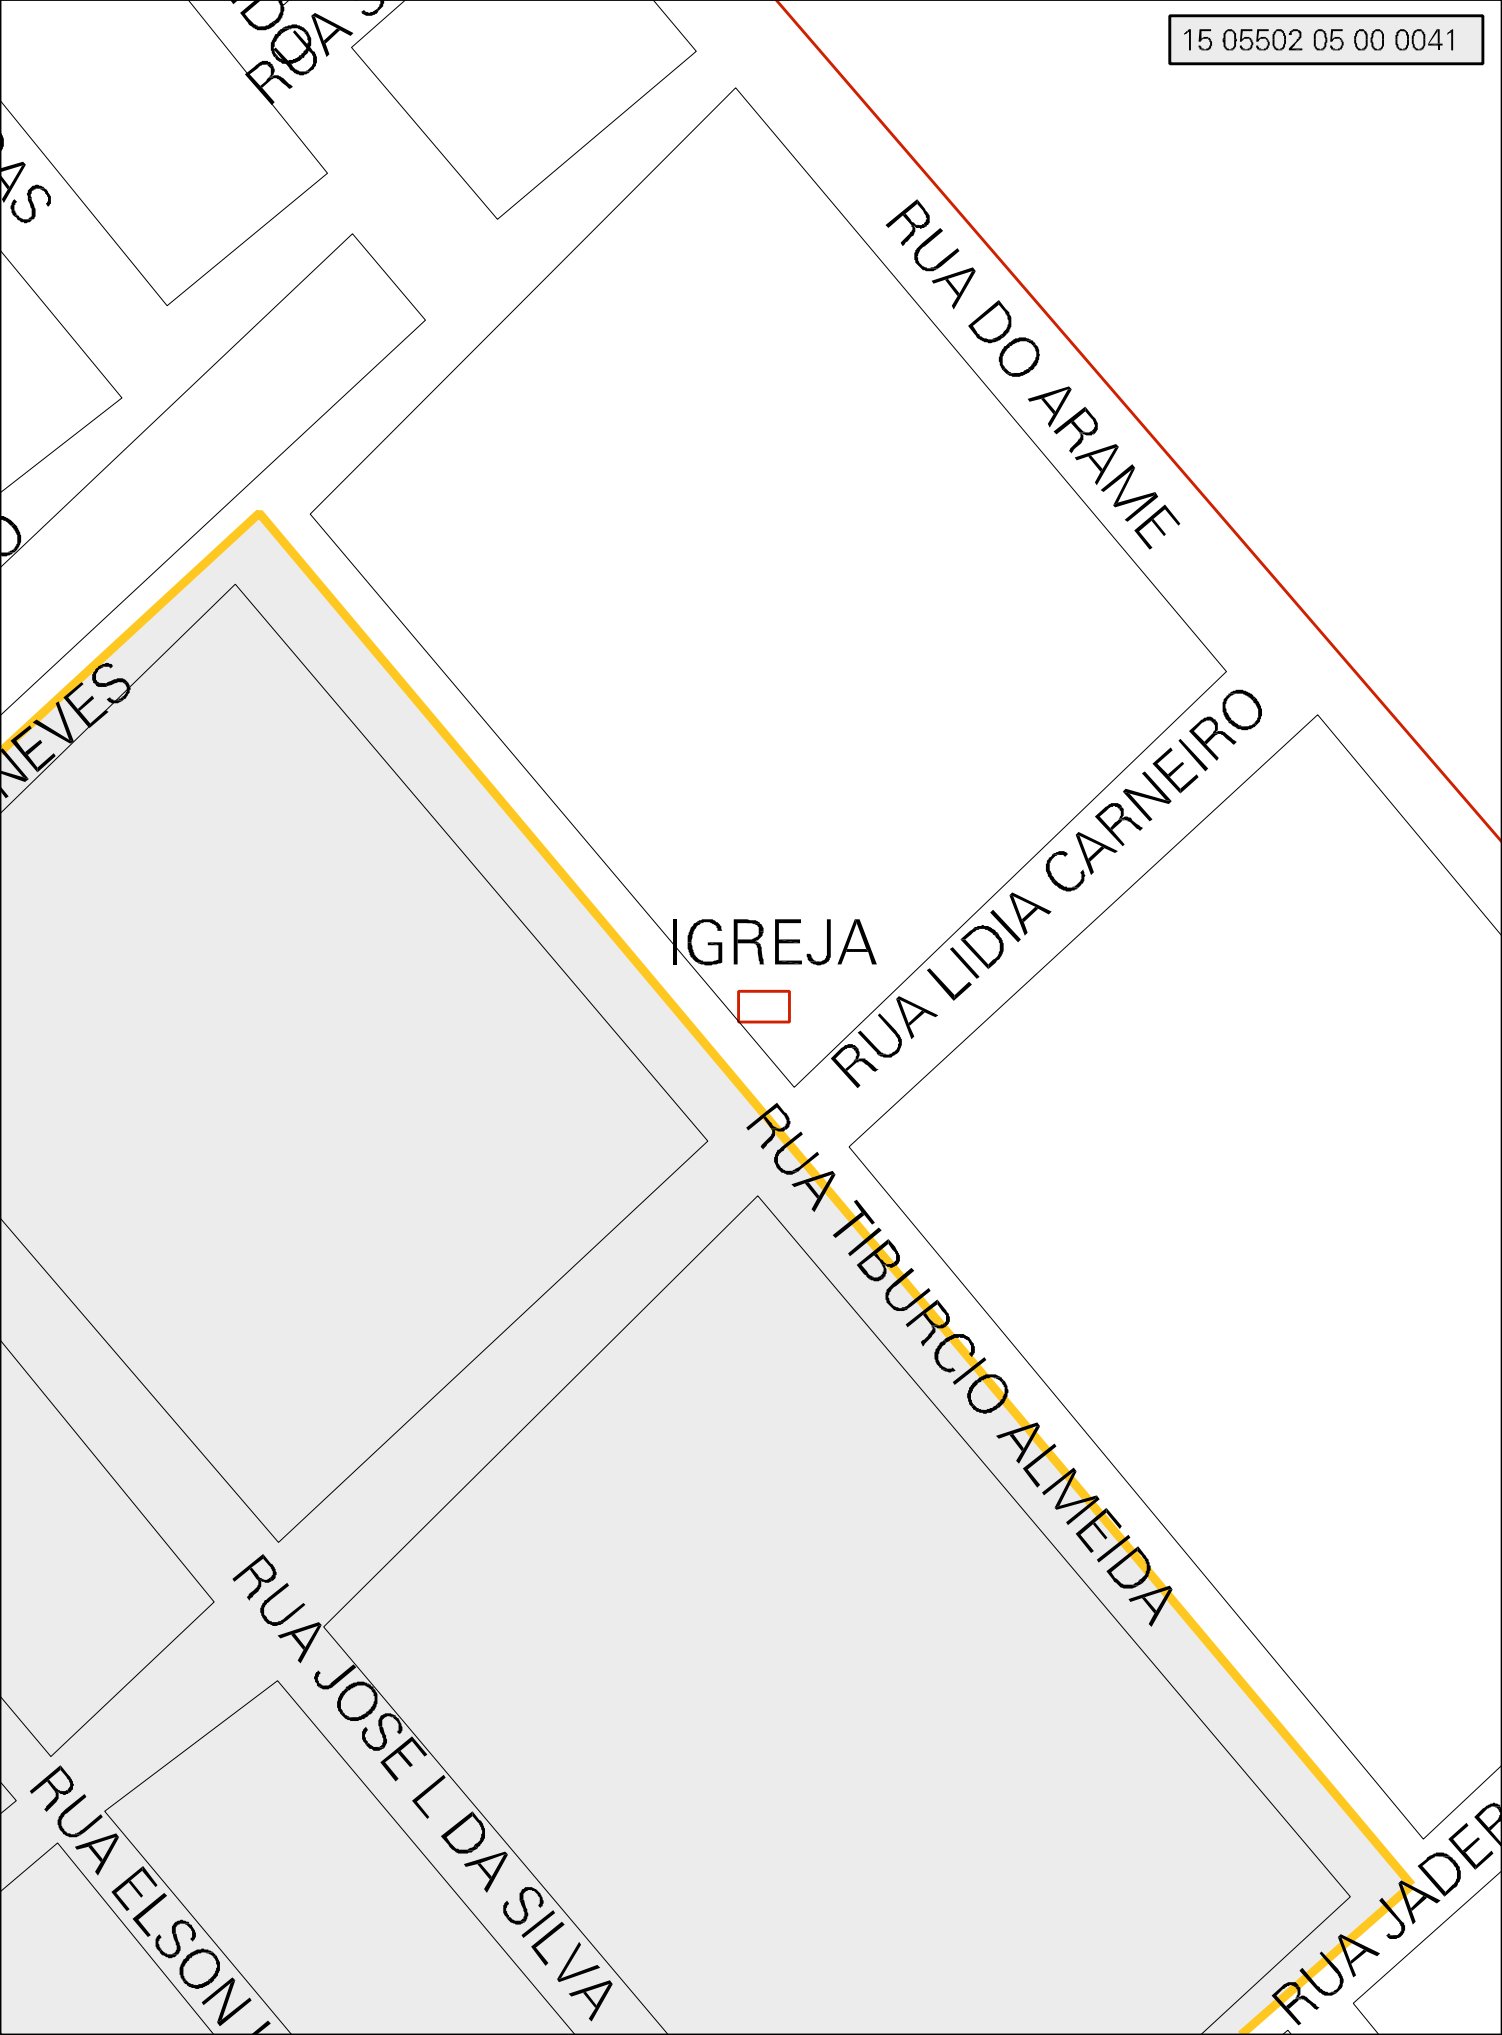 15 05502 05 00 0041
RUA DO ARAME
NEVES
RUA LIDIA CARNEIRO
IGREJA
RUA TIBURCIO ALMEIDA
RUA JOSE L DA SILVA
RUA ELSON
RUA JADER